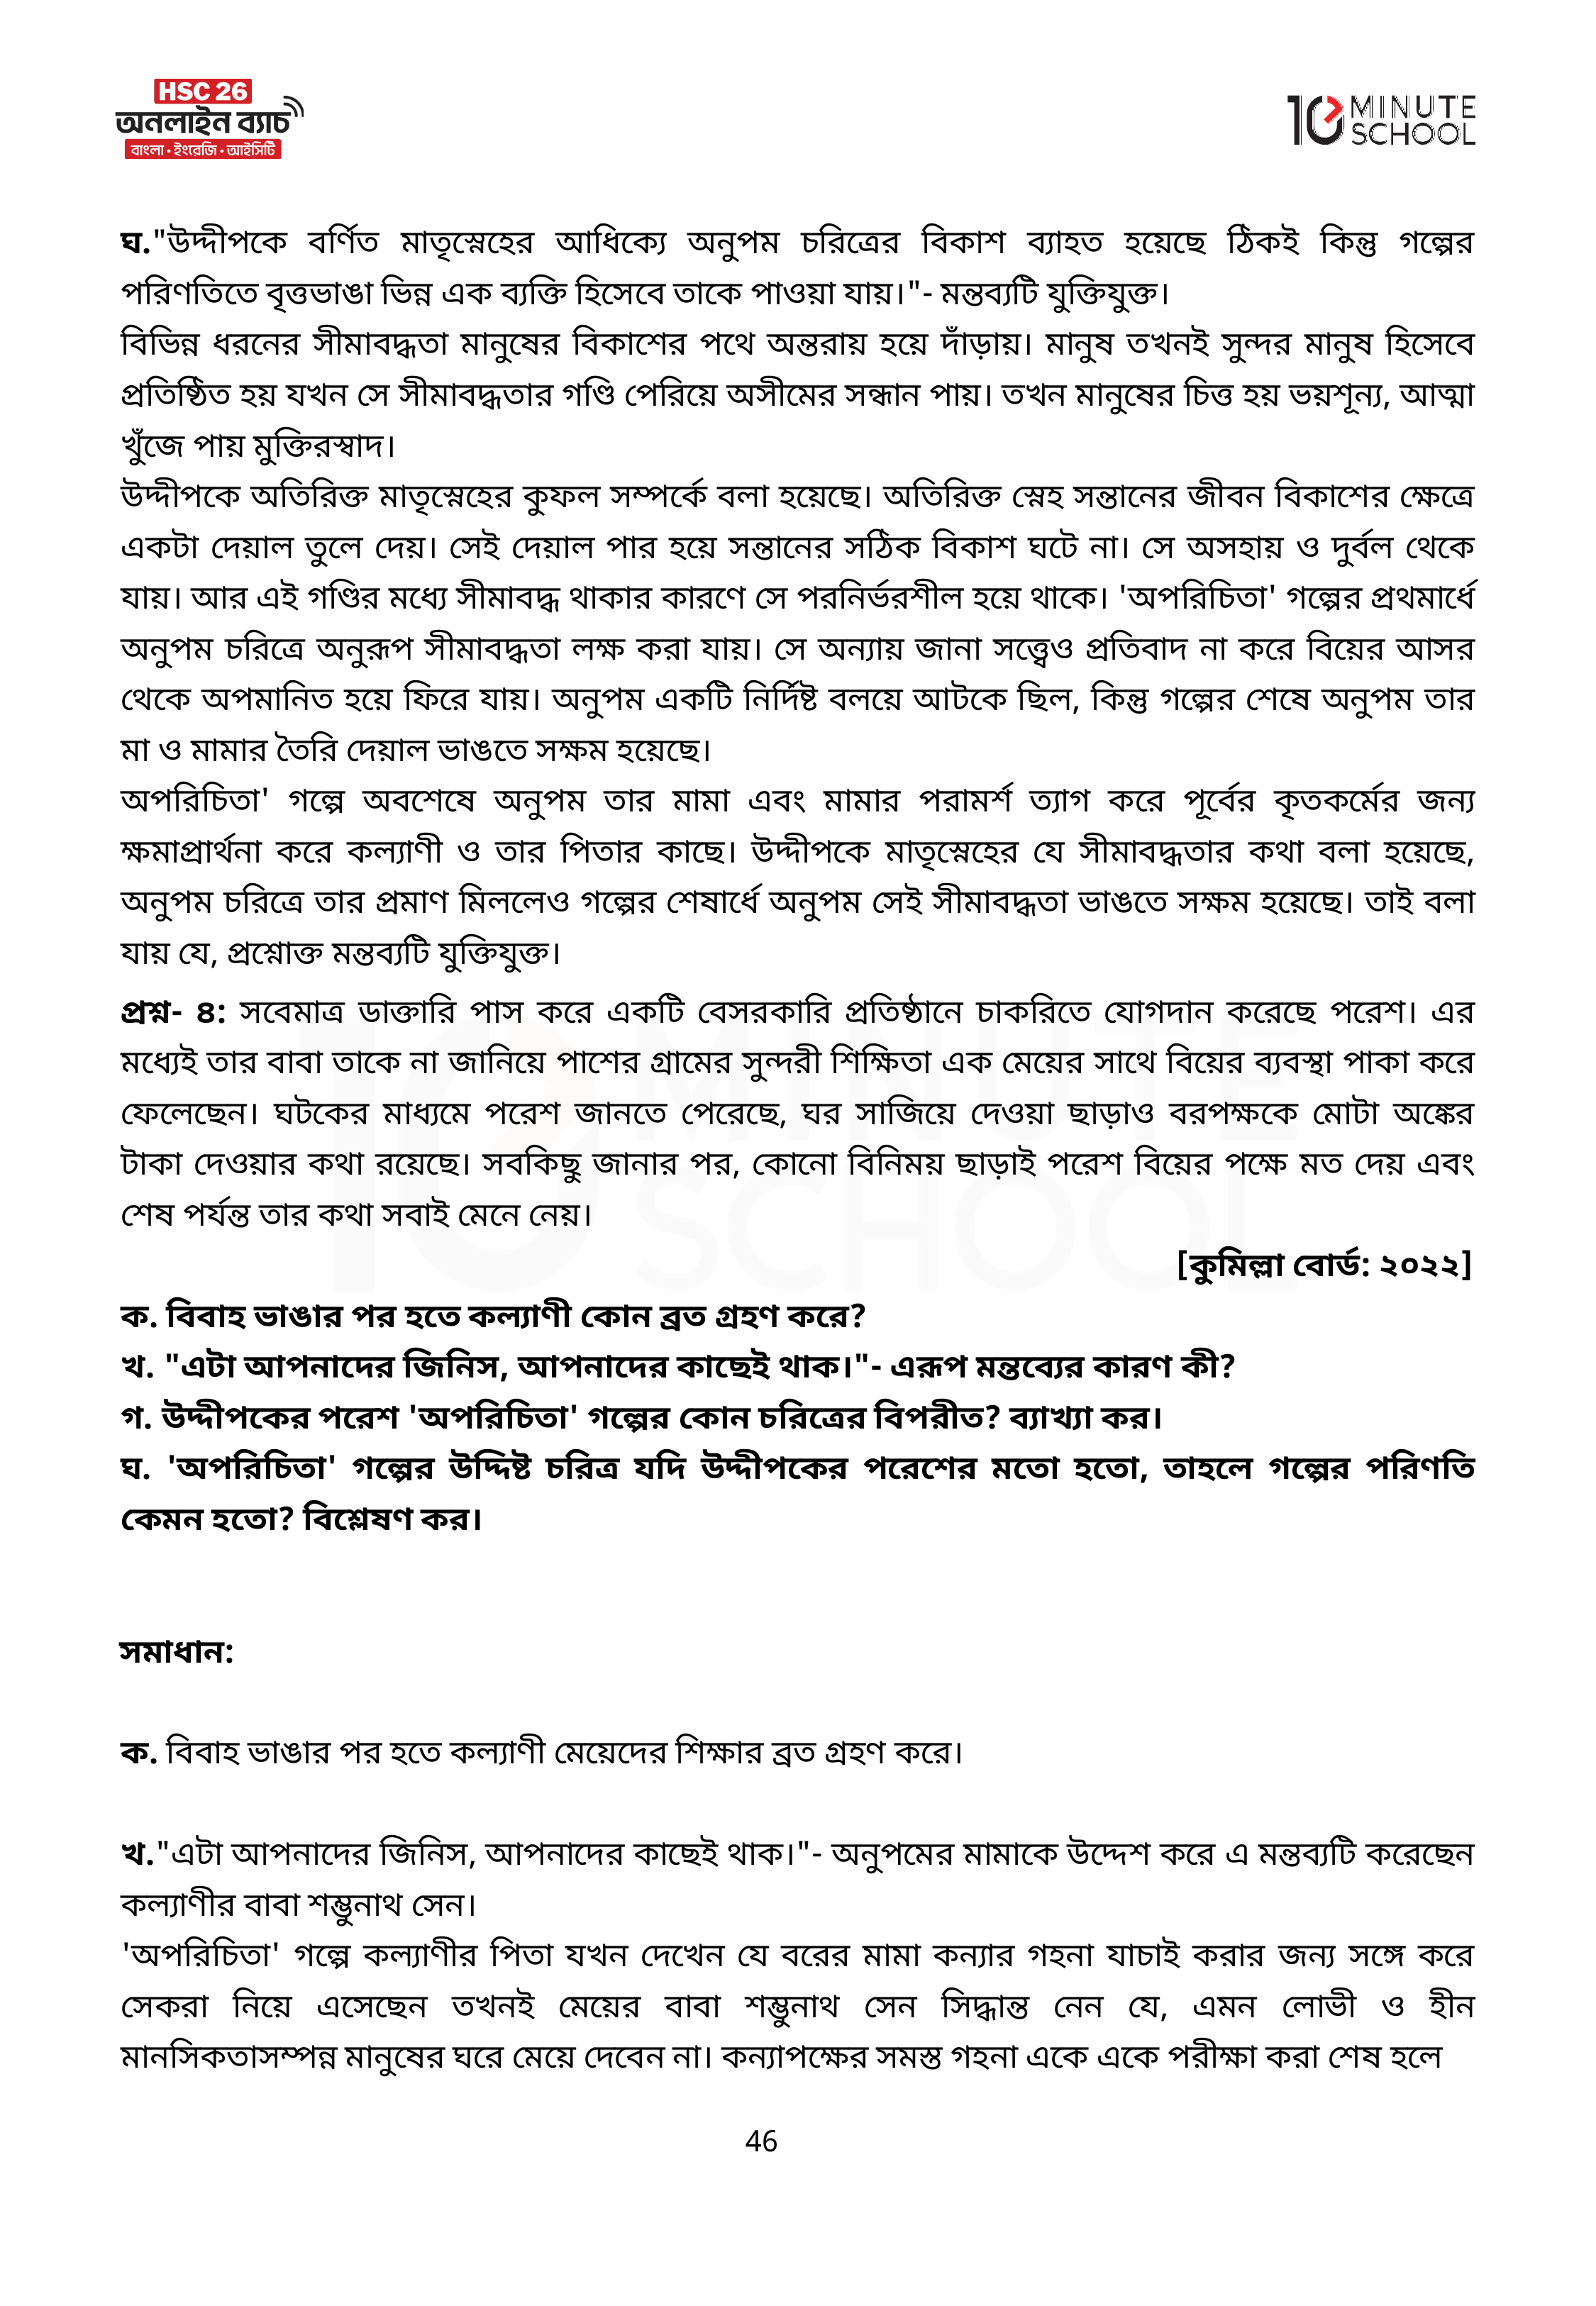 HSC 26
অনলাইন ব্যাচ
বাংলা • ইংরেজি • আইসিটি
10 MINUTE SCHOOL
ঘ."উদ্দীপকে বর্ণিত মাতৃস্নেহের আধিক্যে অনুপম চরিত্রের বিকাশ ব্যাহত হয়েছে ঠিকই কিন্তু গল্পের
পরিণতিতে বৃত্তভাঙা ভিন্ন এক ব্যক্তি হিসেবে তাকে পাওয়া যায়।"- মন্তব্যটি যুক্তিযুক্ত।
বিভিন্ন ধরনের সীমাবদ্ধতা মানুষের বিকাশের পথে অন্তরায় হয়ে দাঁড়ায়। মানুষ তখনই সুন্দর মানুষ হিসেবে
প্রতিষ্ঠিত হয় যখন সে সীমাবদ্ধতার গণ্ডি পেরিয়ে অসীমের সন্ধান পায়। তখন মানুষের চিত্ত হয় ভয়শূন্য, আত্মা
খুঁজে পায় মুক্তিরস্বাদ।
উদ্দীপকে অতিরিক্ত মাতৃস্নেহের কুফল সম্পর্কে বলা হয়েছে। অতিরিক্ত স্নেহ সন্তানের জীবন বিকাশের ক্ষেত্রে
একটা দেয়াল তুলে দেয়। সেই দেয়াল পার হয়ে সন্তানের সঠিক বিকাশ ঘটে না। সে অসহায় ও দুর্বল থেকে
যায়। আর এই গণ্ডির মধ্যে সীমাবদ্ধ থাকার কারণে সে পরনির্ভরশীল হয়ে থাকে। 'অপরিচিতা' গল্পের প্রথমার্ধে
অনুপম চরিত্রে অনুরূপ সীমাবদ্ধতা লক্ষ করা যায়। সে অন্যায় জানা সত্ত্বেও প্রতিবাদ না করে বিয়ের আসর
থেকে অপমানিত হয়ে ফিরে যায়। অনুপম একটি নির্দিষ্ট বলয়ে আটকে ছিল, কিন্তু গল্পের শেষে অনুপম তার
মা ও মামার তৈরি দেয়াল ভাঙতে সক্ষম হয়েছে।
অপরিচিতা' গল্পে অবশেষে অনুপম তার মামা এবং মামার পরামর্শ ত্যাগ করে পূর্বের কৃতকর্মের জন্য
ক্ষমাপ্রার্থনা করে কল্যাণী ও তার পিতার কাছে। উদ্দীপকে মাতৃস্নেহের যে সীমাবদ্ধতার কথা বলা হয়েছে,
অনুপম চরিত্রে তার প্রমাণ মিললেও গল্পের শেষার্ধে অনুপম সেই সীমাবদ্ধতা ভাঙতে সক্ষম হয়েছে। তাই বলা
যায় যে, প্রশ্নোক্ত মন্তব্যটি যুক্তিযুক্ত।
প্রশ্ন- ৪: সবেমাত্র ডাক্তারি পাস করে একটি বেসরকারি প্রতিষ্ঠানে চাকরিতে যোগদান করেছে পরেশ। এর
মধ্যেই তার বাবা তাকে না জানিয়ে পাশের গ্রামের সুন্দরী শিক্ষিতা এক মেয়ের সাথে বিয়ের ব্যবস্থা পাকা করে
ফেলেছেন। ঘটকের মাধ্যমে পরেশ জানতে পেরেছে, ঘর সাজিয়ে দেওয়া ছাড়াও বরপক্ষকে মোটা অঙ্কের
টাকা দেওয়ার কথা রয়েছে। সবকিছু জানার পর, কোনো বিনিময় ছাড়াই পরেশ বিয়ের পক্ষে মত দেয় এবং
শেষ পর্যন্ত তার কথা সবাই মেনে নেয়।
[কুমিল্লা বোর্ড: ২০২২]
ক. বিবাহ ভাঙার পর হতে কল্যাণী কোন ব্রত গ্রহণ করে?
খ. "এটা আপনাদের জিনিস, আপনাদের কাছেই থাক।"- এরূপ মন্তব্যের কারণ কী?
গ. উদ্দীপকের পরেশ 'অপরিচিতা' গল্পের কোন চরিত্রের বিপরীত? ব্যাখ্যা কর।
ঘ. 'অপরিচিতা' গল্পের উদ্দিষ্ট চরিত্র যদি উদ্দীপকের পরেশের মতো হতো, তাহলে গল্পের পরিণতি
কেমন হতো? বিশ্লেষণ কর।
সমাধান:
ক. বিবাহ ভাঙার পর হতে কল্যাণী মেয়েদের শিক্ষার ব্রত গ্রহণ করে।
খ."এটা আপনাদের জিনিস, আপনাদের কাছেই থাক।"- অনুপমের মামাকে উদ্দেশ করে এ মন্তব্যটি করেছেন
কল্যাণীর বাবা শম্ভুনাথ সেন।
'অপরিচিতা' গল্পে কল্যাণীর পিতা যখন দেখেন যে বরের মামা কন্যার গহনা যাচাই করার জন্য সঙ্গে করে
সেকরা নিয়ে এসেছেন তখনই মেয়ের বাবা শম্ভুনাথ সেন সিদ্ধান্ত নেন যে, এমন লোভী ও হীন
মানসিকতাসম্পন্ন মানুষের ঘরে মেয়ে দেবেন না। কন্যাপক্ষের সমস্ত গহনা একে একে পরীক্ষা করা শেষ হলে
46